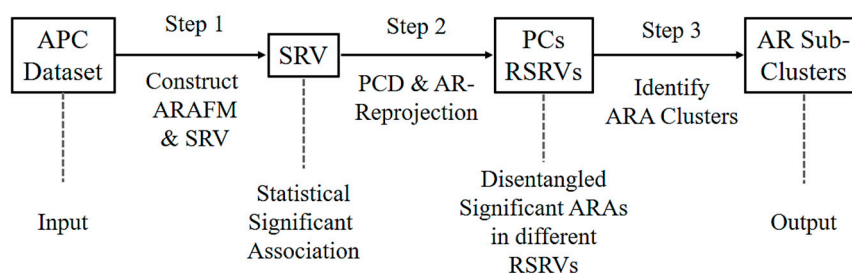 APC
Dataset
Step 1
Construct
ARAFM
& SRV
SRV
Step 2
PCD & AR-
Reprojection
PCs
RSRVs
Step 3
Identify
ARA Clusters
AR Sub-
Clusters
Input
Statistical
Significant
Association
Disentangled
Significant ARAs
in different
RSRVs
Output